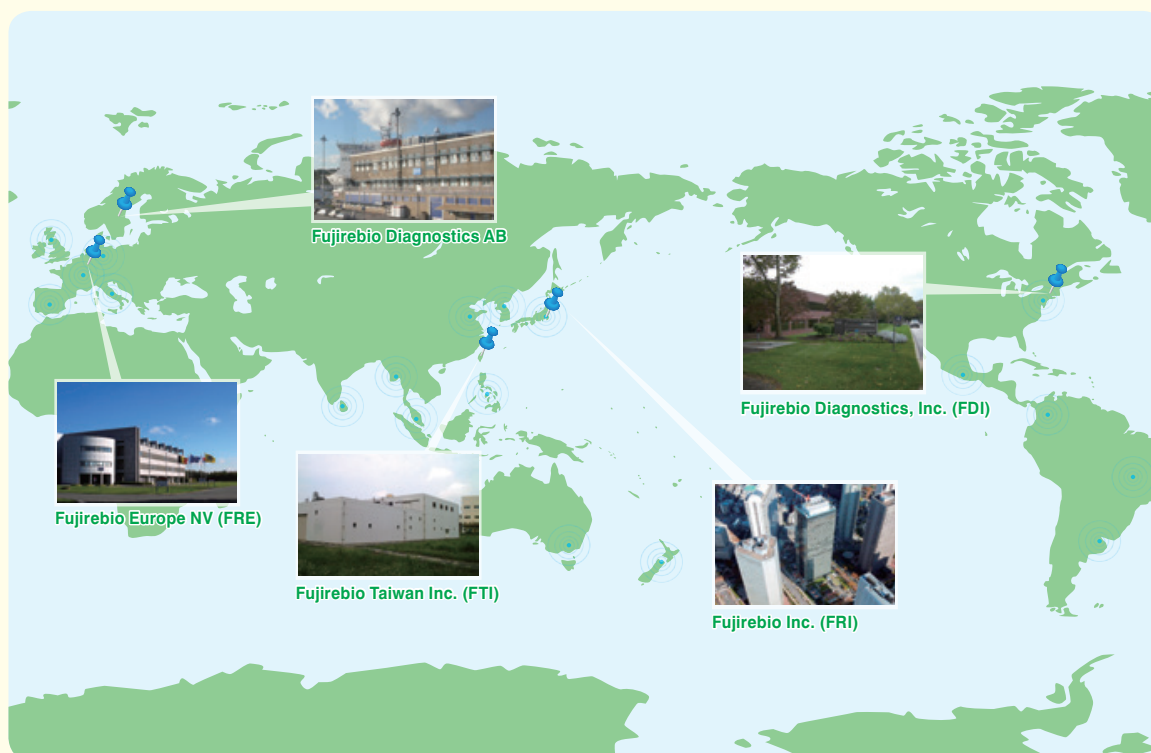 Fujirebio Diagnostics AB
Fujirebio Diagnostics, Inc. (FDI)
Fujirebio Europe NV (FRE)
Fujirebio Taiwan Inc. (FTI)
Fujirebio Inc. (FRI)